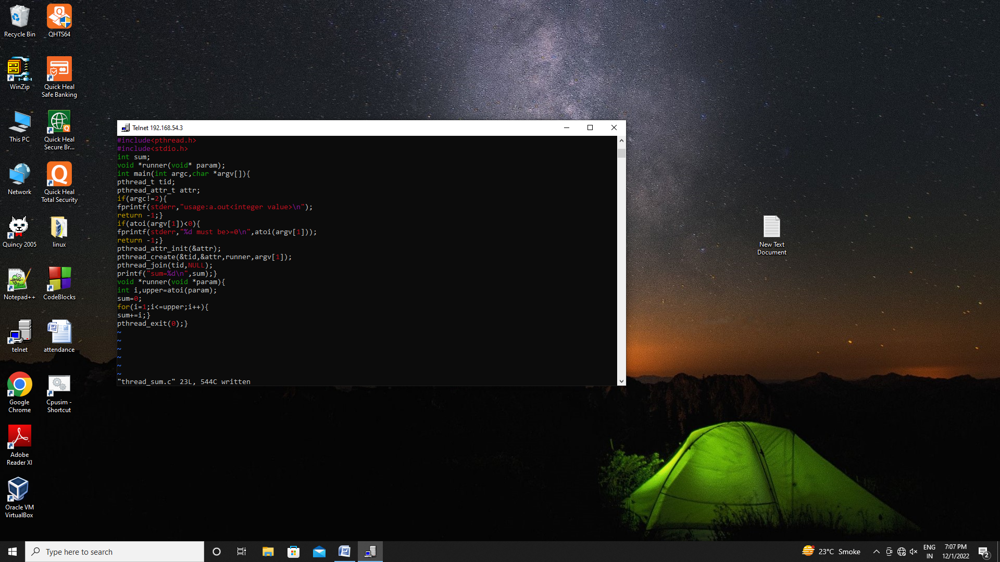 Recycle Bin
QHTS64
WinZip
Quick Heal
Safe Banking
This PC
Quick Heal
Secure Br...
Network
Quick Heal
Total Security
Quincy 2005
linux
Notepad++
CodeBlocks
telnet
attendance
Google
Chrome
Cpusim -
Shortcut
Adobe
Reader XI
Oracle VM
VirtualBox
Telnet 192.168.54.3
#include<pthread.h>
#include<stdio.h>
int sum;
void *runner(void* param);
int main(int argc,char *argv[]){
pthread_t tid;
pthread_attr_t attr;
if(argc!=2){
fprintf(stderr,"usage:a.out<integer value>\n");
return -1;}
if(atoi(argv[1])<0){
fprintf(stderr,"%d must be>=0\n",atoi(argv[1]));
return -1;}
pthread_attr_init(&attr);
pthread_create(&tid,&attr,runner,argv[1]);
pthread_join(tid,NULL);
printf("sum=%d\n",sum);}
void *runner(void *param){
int i,upper=atoi(param);
sum=0;
for(i=1;i<=upper;i++){
sum+=i;}
pthread_exit(0);}
~
~
~
~
~
~
"thread_sum.c" 23L, 544C written
New Text
Document
Type here to search
23°C Smoke
ENG
IN
7:07 PM
12/1/2022
2